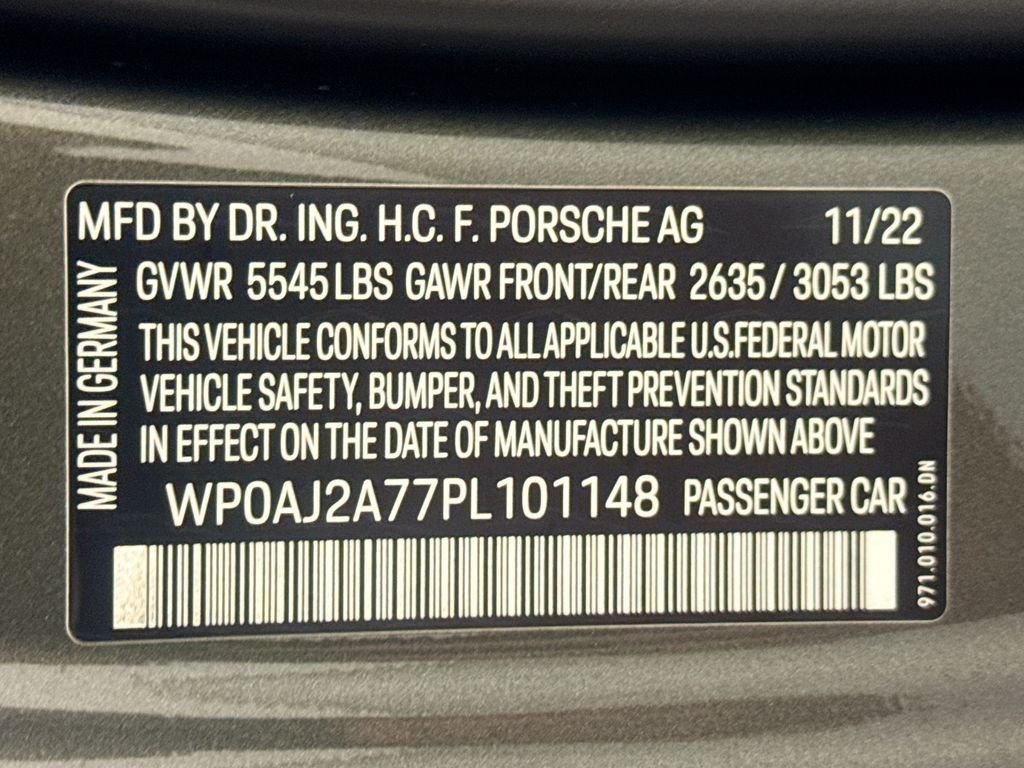 MFD BY DR. ING. H.C. F. PORSCHE AG 11/22
MADE IN GERMANY
GVWR 5545 LBS GAWR FRONT/REAR 2635 / 3053 LBS
THIS VEHICLE CONFORMS TO ALL APPLICABLE U.S.FEDERAL MOTOR
VEHICLE SAFETY, BUMPER, AND THEFT PREVENTION STANDARDS
IN EFFECT ON THE DATE OF MANUFACTURE SHOWN ABOVE
WP0AJ2A77PL101148 PASSENGER CAR
971.010.016.DN